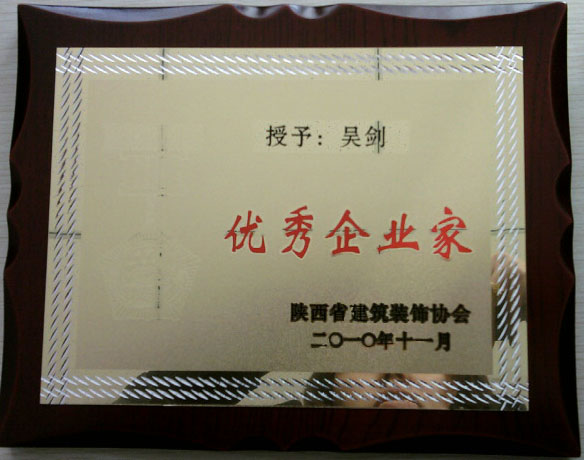 授予：吴剑
优秀企业家
陕西省建筑装饰协会
二〇一〇年十一月